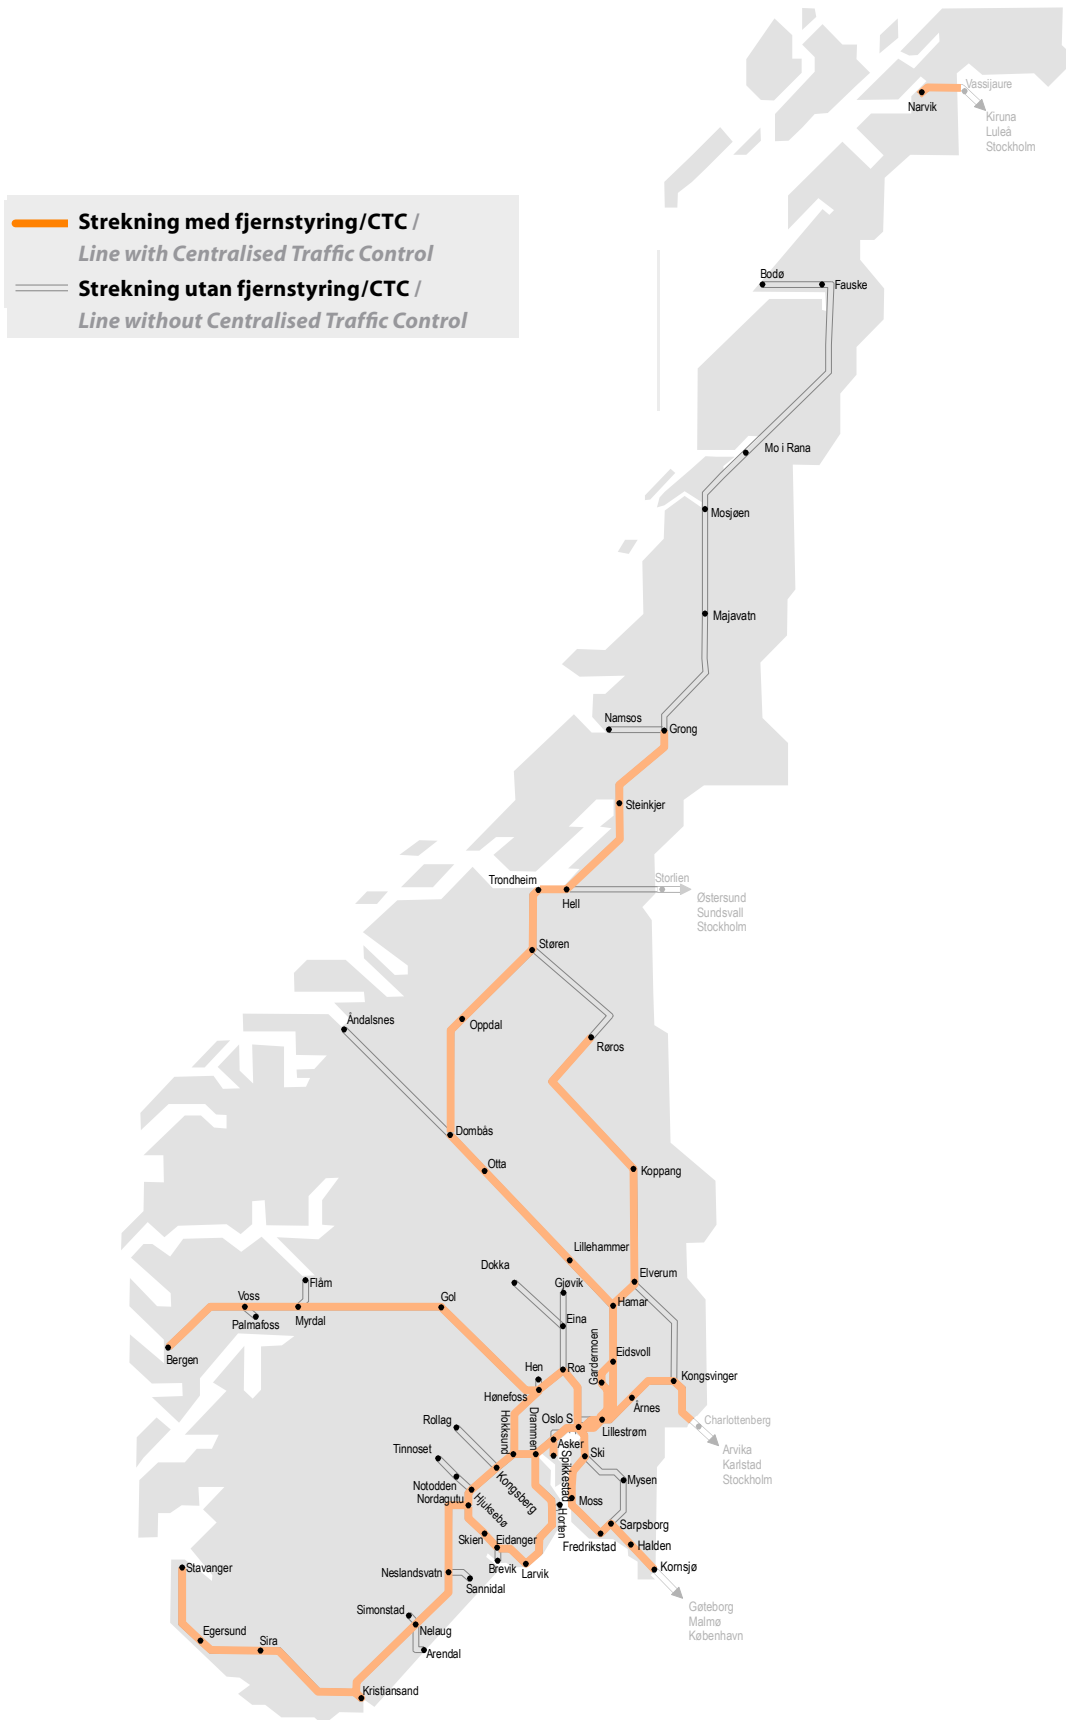 Vassijaure
Narvik
Kiruna
Luleå
Stockholm
Strekning med fjernstyring/CTC /
Line with Centralised Traffic Control
Strekning utan fjernstyring/CTC /
Line without Centralised Traffic Control
Bodø
Fauske
Mo i Rana
Mosjøen
Majavatn
Namsos
Grong
Steinkjer
Trondheim
Hell
Storlien
Østersund
Sundsvall
Stockholm
Støren
Åndalsnes
Oppdal
Røros
Dombås
Otta
Koppang
Lillehammer
Dokka
Gjøvik
Elverum
Flåm
Voss
Palmafoss
Myrdal
Gol
Hamar
Eina
Bergen
Gardermoen
Eidsvoll
Hen
Roa
Kongsvinger
Hønefoss
Årnes
Hokksund
Drammen
Oslo S
Lillestrøm
Charlottenberg
Arvika
Karlstad
Stockholm
Rollag
Asker
Spikkestad
Ski
Tinnoset
Kongsberg
Mysen
Notodden
Nordagutu
Hjuksebø
Moss
Horten
Sarpsborg
Fredrikstad
Skien
Eidanger
Halden
Brevik
Larvik
Kornsjø
Stavanger
Neslandsvatn
Sannidal
Gøteborg
Malmø
København
Simonstad
Nelaug
Egersund
Sira
Arendal
Kristiansand